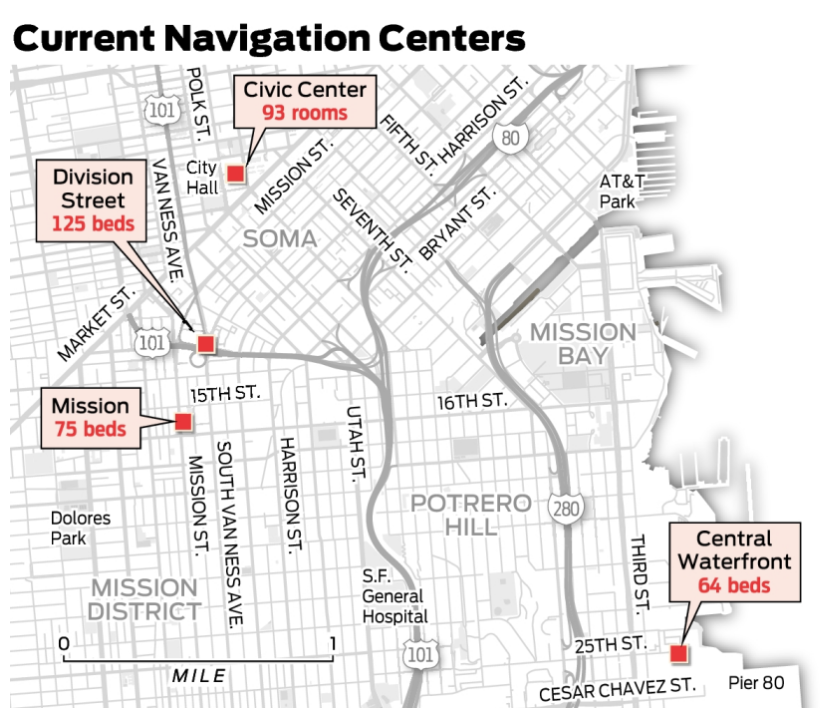 Current Navigation Centers
101
POLK ST.
Civic Center
93 rooms
FIFTH ST.
HARRISON ST.
80
Division
Street
125 beds
VAN NESS AVE.
City
Hall
MISSION ST.
AT&T
Park
SOMA
SEVENTH ST.
BRYANT ST.
MARKET ST.
101
MISSION
BAY
Mission
75 beds
15TH ST.
16TH ST.
UTAH ST.
MISSION ST.
SOUTH VAN NESS AVE.
HARRISON ST.
POTRERO
HILL
280
Dolores
Park
Central
Waterfront
64 beds
THIRD ST.
MISSION
DISTRICT
S.F.
General
Hospital
0
1
MILE
101
25TH ST.
CESAR CHAVEZ ST.
Pier 80